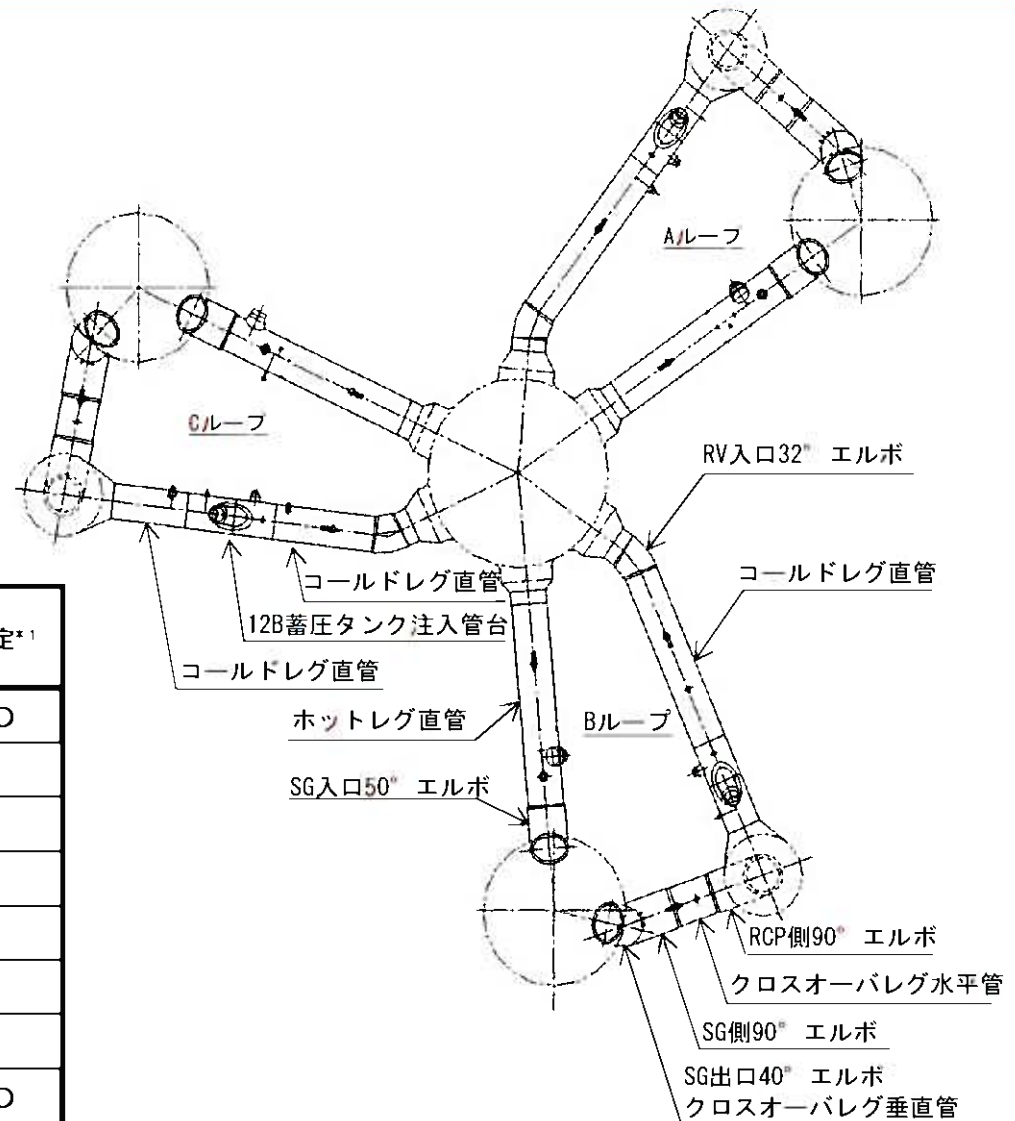 Aループ
Cループ
RV入口32° エルボ
コールドレグ直管
コールドレグ直管
12B蓄圧タンク注入管台
コールドレグ直管
ホットレグ直管
Bループ
SG入口50° エルボ
RCP側90° エルボ
クロスオーバレグ水平管
SG側90° エルボ
SG出口40° エルボ
クロスオーバレグ垂直管
定*1